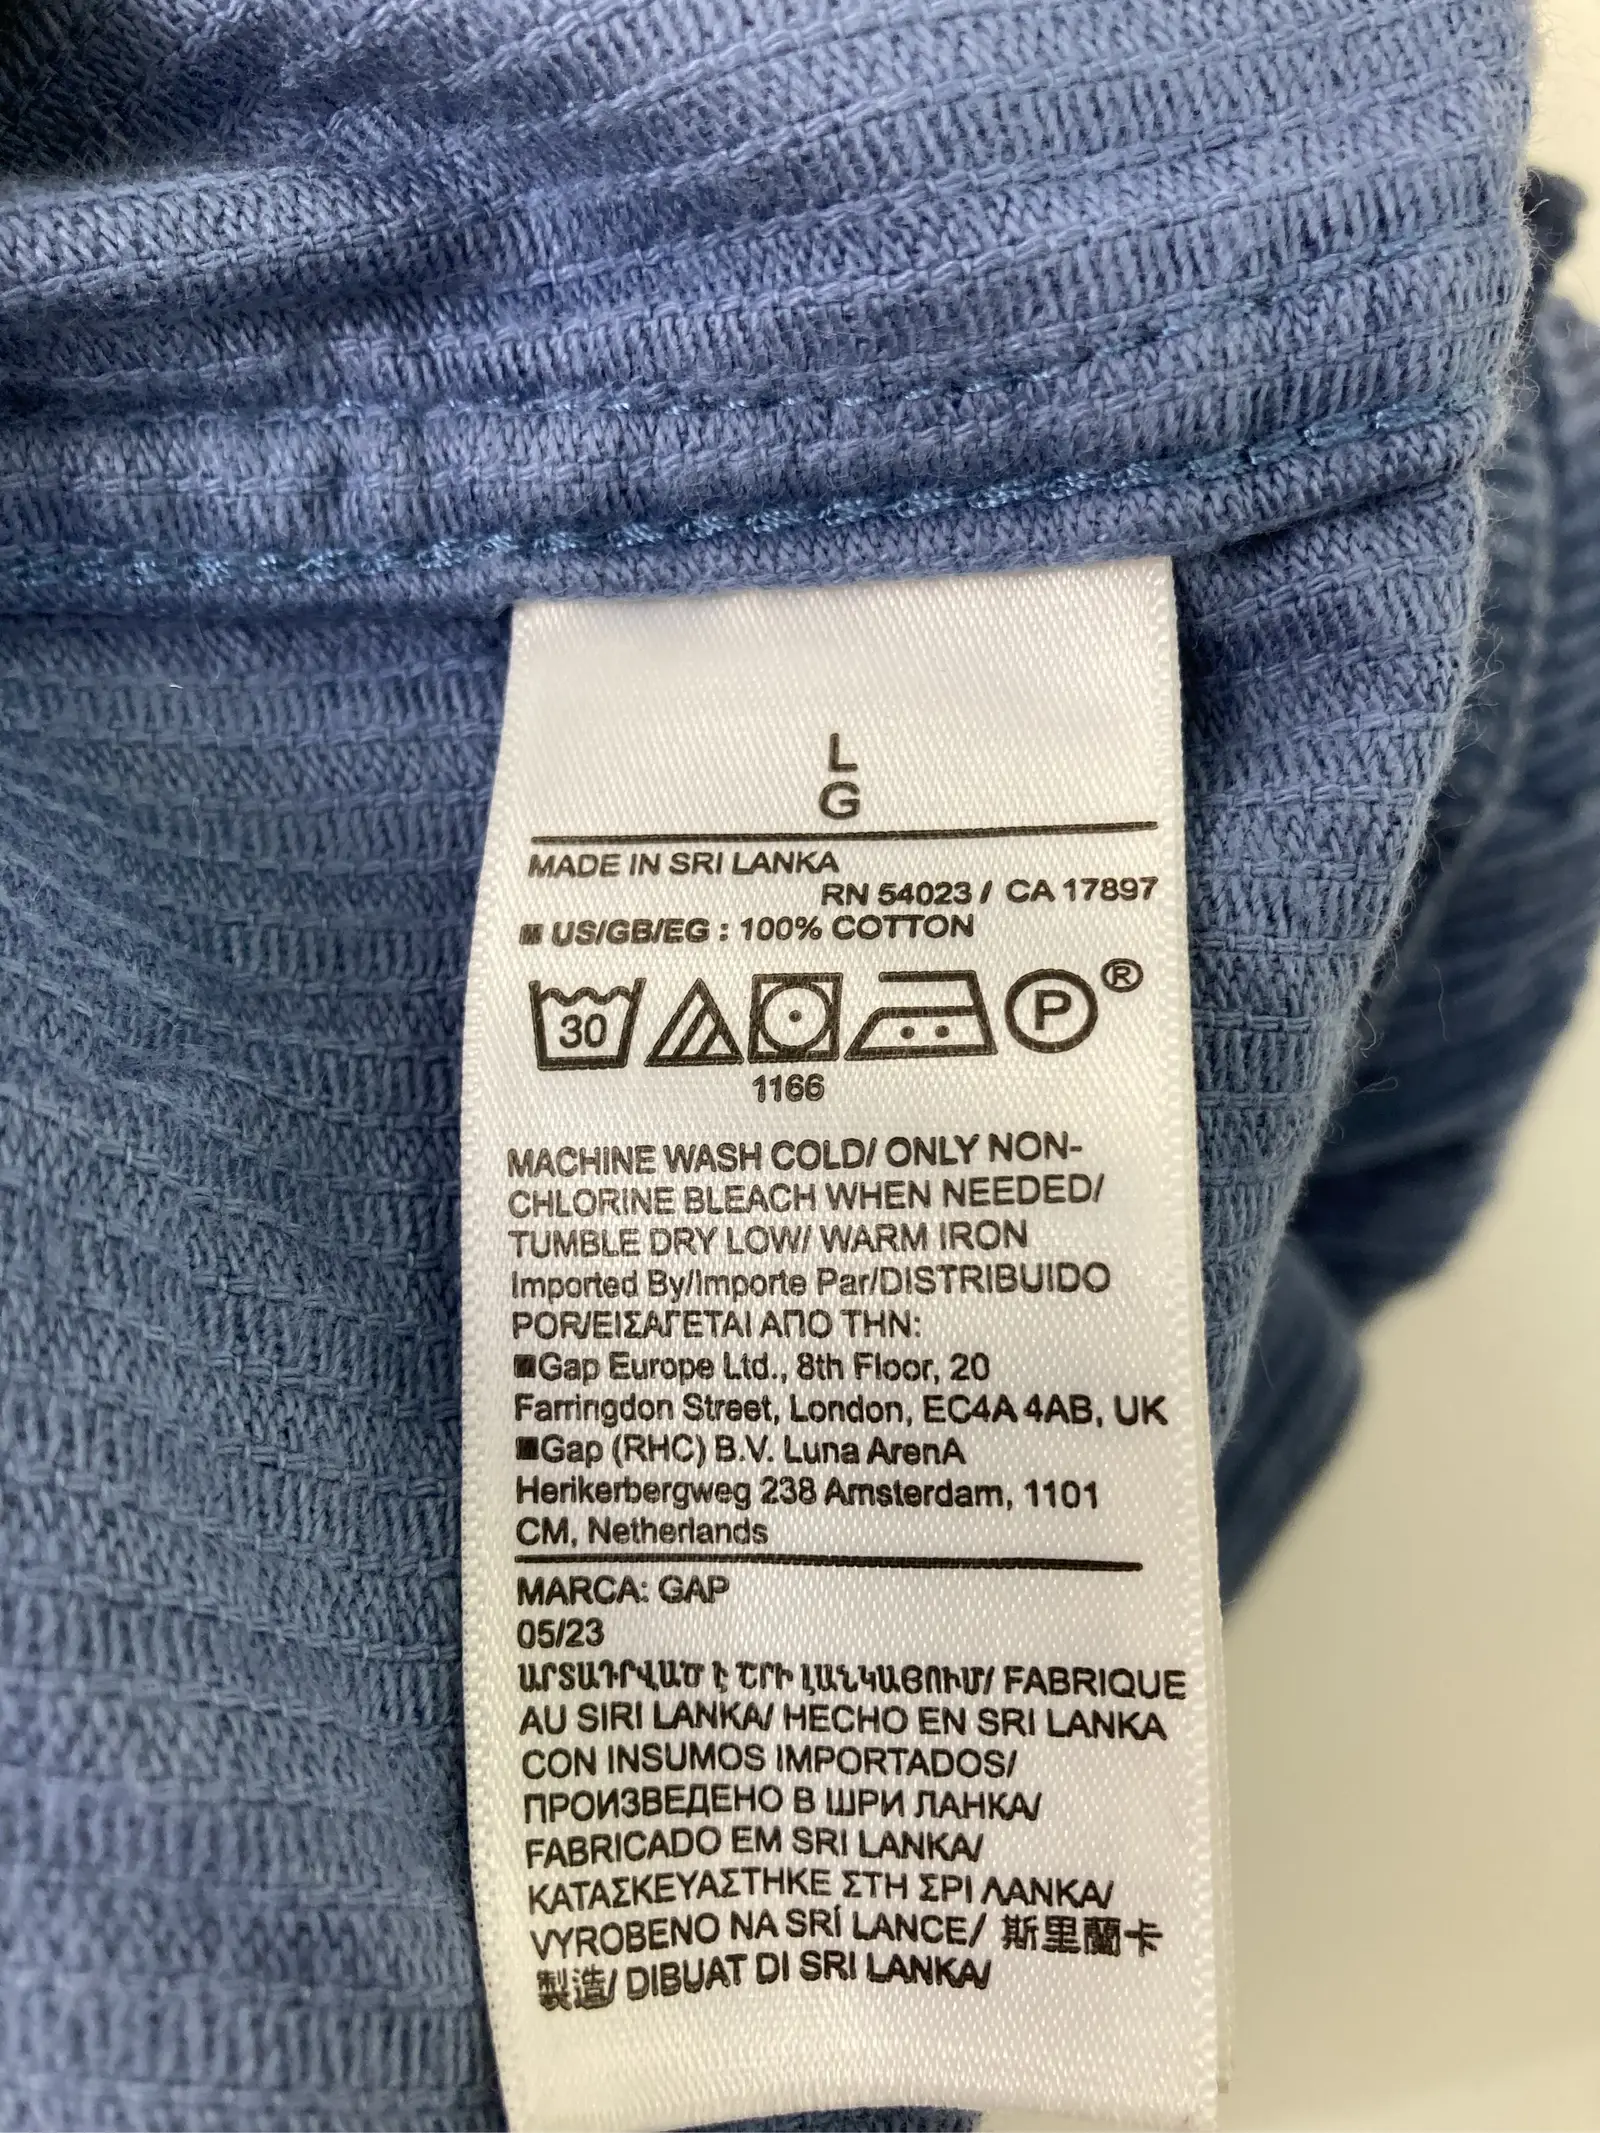 L
G
MADE IN SRI LANKA
RN 54023 / CA 17897
US/GB/EG : 100% COTTON
30 P ®
1166
MACHINE WASH COLD/ ONLY NON-
CHLORINE BLEACH WHEN NEEDED/
TUMBLE DRY LOW/ WARM IRON
Imported By/Importe Par/DISTRIBUIDO
POR/ΕΙΣΑΓΕΤΑΙ ΑΠΟ ΤΗΝ:
Gap Europe Ltd., 8th Floor, 20
Farringdon Street, London, EC4A 4AB, UK
Gap (RHC) B.V. Luna ArenA
Herikerbergweg 238 Amsterdam, 1101
CM, Netherlands
MARCA: GAP
05/23
ԱՐՏԱԴՐՎԱԾ Է ՇՐԻ ԼԱՆԿԱՅՈՒՄ/ FABRIQUE
AU SIRI LANKA/ HECHO EN SRI LANKA
CON INSUMOS IMPORTADOS/
ПРОИЗВЕДЕНО В ШРИ ЛАНКА/
FABRICADO EM SRI LANKA/
ΚΑΤΑΣΚΕΥΑΣΤΗΚΕ ΣΤΗ ΣΡΙ ΛΑΝΚΑ/
VYROBENO NA SRÍ LANCE/ 斯里蘭卡
製造/ DIBUAT DI SRI LANKA/